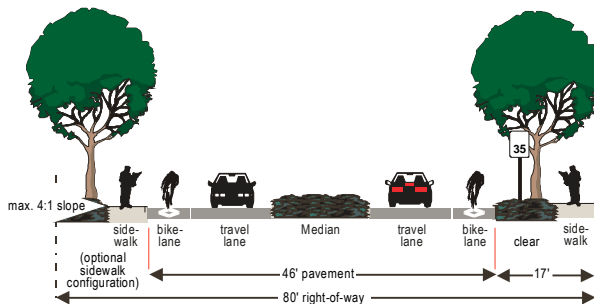 35
max. 4:1 slope
side-
walk
(optional
sidewalk
configuration)
bike-
lane
travel
lane
Median
travel
lane
bike-
lane
clear
side-
walk
46' pavement
17'
80' right-of-way